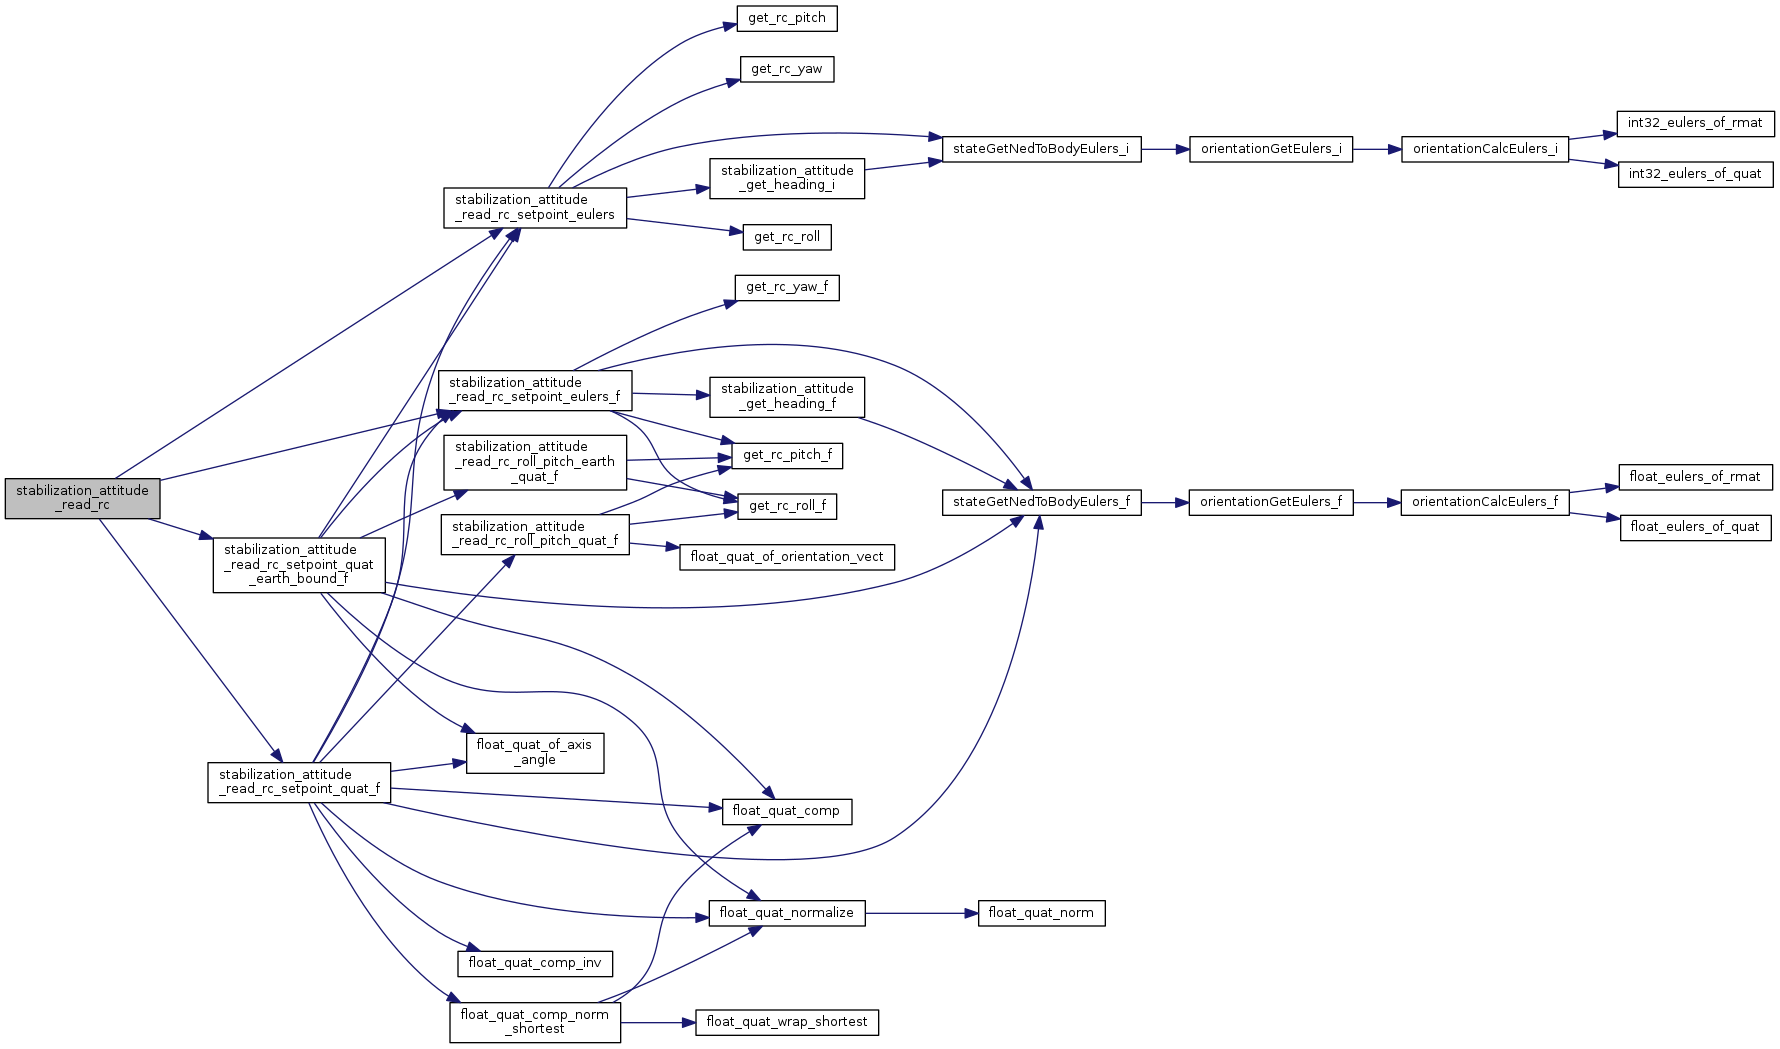 get_rc_pitch
get_rc_yaw
int32_eulers_of_rmat
stateGetNedToBodyEulers_i
orientationGetEulers_i
orientationCalcEulers_i
int32_eulers_of_quat
stabilization_attitude
_get_heading_i
stabilization_attitude
_read_rc_setpoint_eulers
get_rc_roll
get_rc_yaw_f
stabilization_attitude
_read_rc_setpoint_eulers_f
stabilization_attitude
_get_heading_f
stabilization_attitude
_read_rc_roll_pitch_earth
_quat_f
get_rc_pitch_f
stabilization_attitude
_read_rc
get_rc_roll_f
stateGetNedToBodyEulers_f
orientationGetEulers_f
orientationCalcEulers_f
float_eulers_of_rmat
float_eulers_of_quat
stabilization_attitude
_read_rc_roll_pitch_quat_f
float_quat_of_orientation_vect
stabilization_attitude
_read_rc_setpoint_quat
_earth_bound_f
float_quat_of_axis
_angle
stabilization_attitude
_read_rc_setpoint_quat_f
float_quat_comp
float_quat_normalize
float_quat_norm
float_quat_comp_inv
float_quat_comp_norm
_shortest
float_quat_wrap_shortest